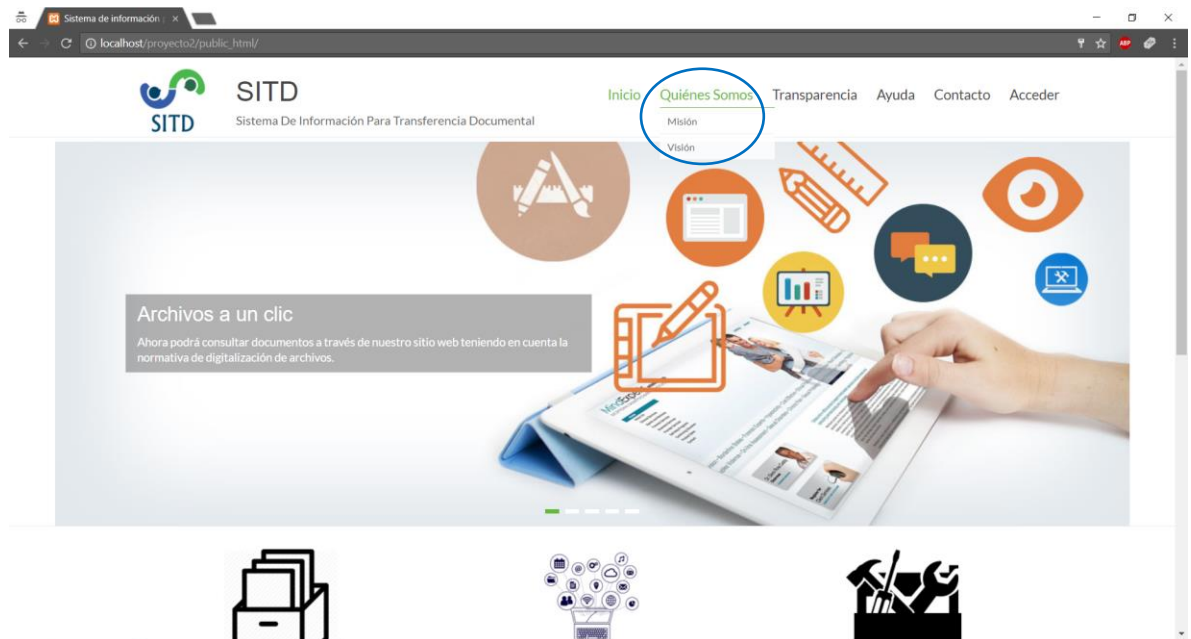 Sistema de información
localhost/proyecto2/public_html/
ABP
SITD
SITD
Sistema De Información Para Transferencia Documental
Inicio Quiénes Somos Transparencia Ayuda Contacto Acceder
Misión
Visión
Archivos a un clic
Ahora podrá consultar documentos a través de nuestro sitio web teniendo en cuenta la
normativa de digitalización de archivos.